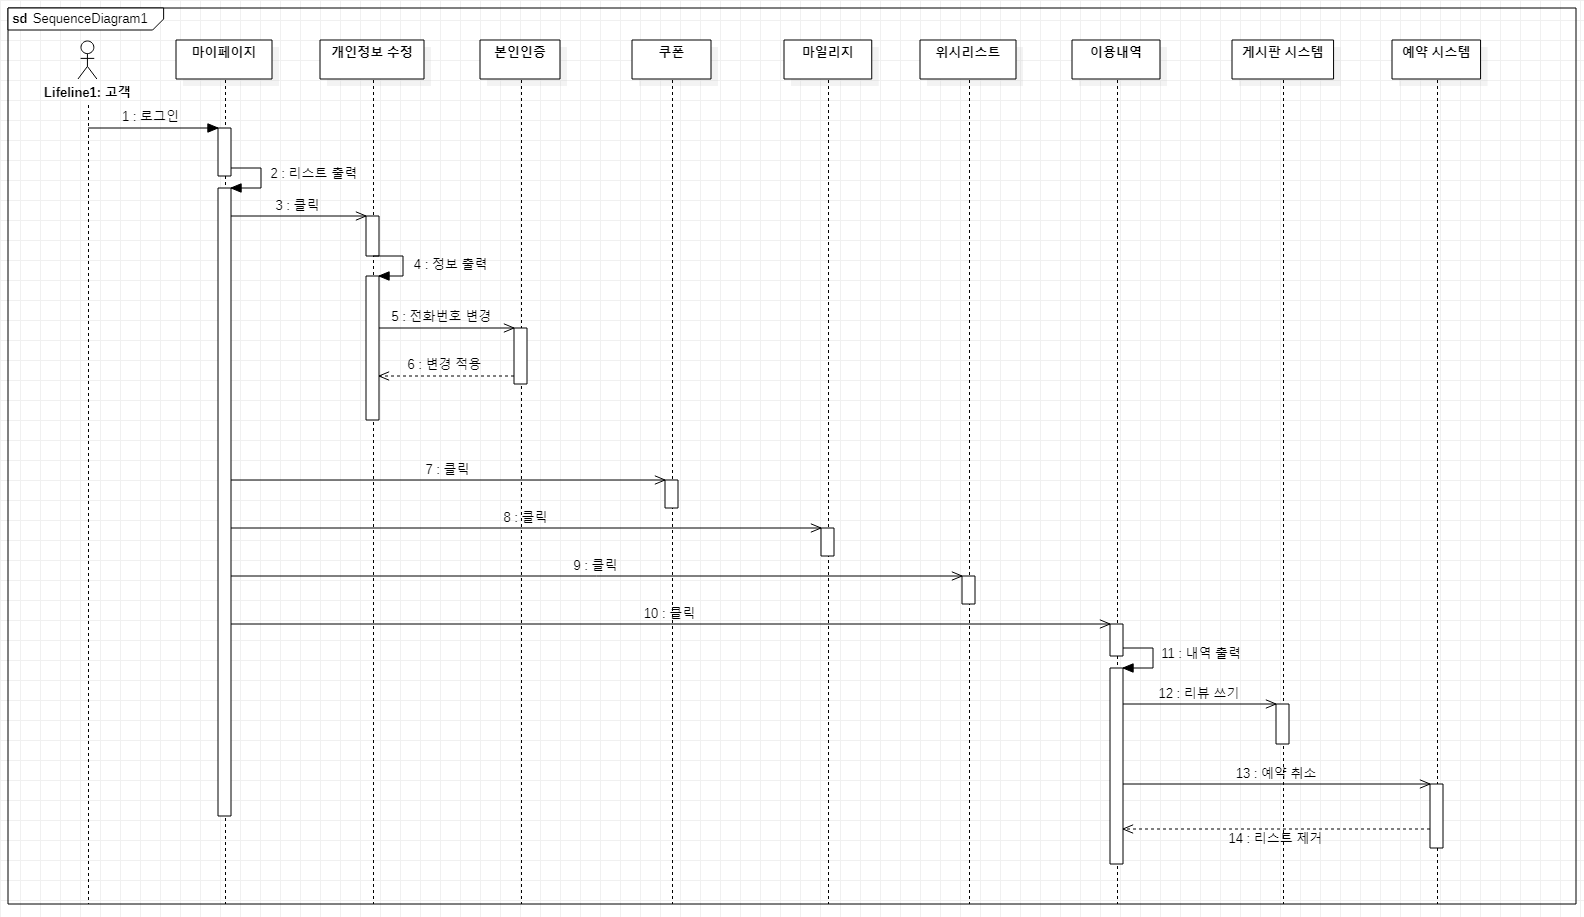 sd SequenceDiagram1
마이페이지
개인정보 수정
본인인증
쿠폰
마일리지
위시리스트
이용내역
게시판 시스템
예약 시스템
Lifeline1: 고객
1 : 로그인
2 : 리스트 출력
3 : 클릭
4 : 정보 출력
5 : 전화번호 변경
6 : 변경 적용
7 : 클릭
8 : 클릭
9 : 클릭
10 : 클릭
11 : 내역 출력
12 : 리뷰 쓰기
13 : 예약 취소
14 : 리스트 제거